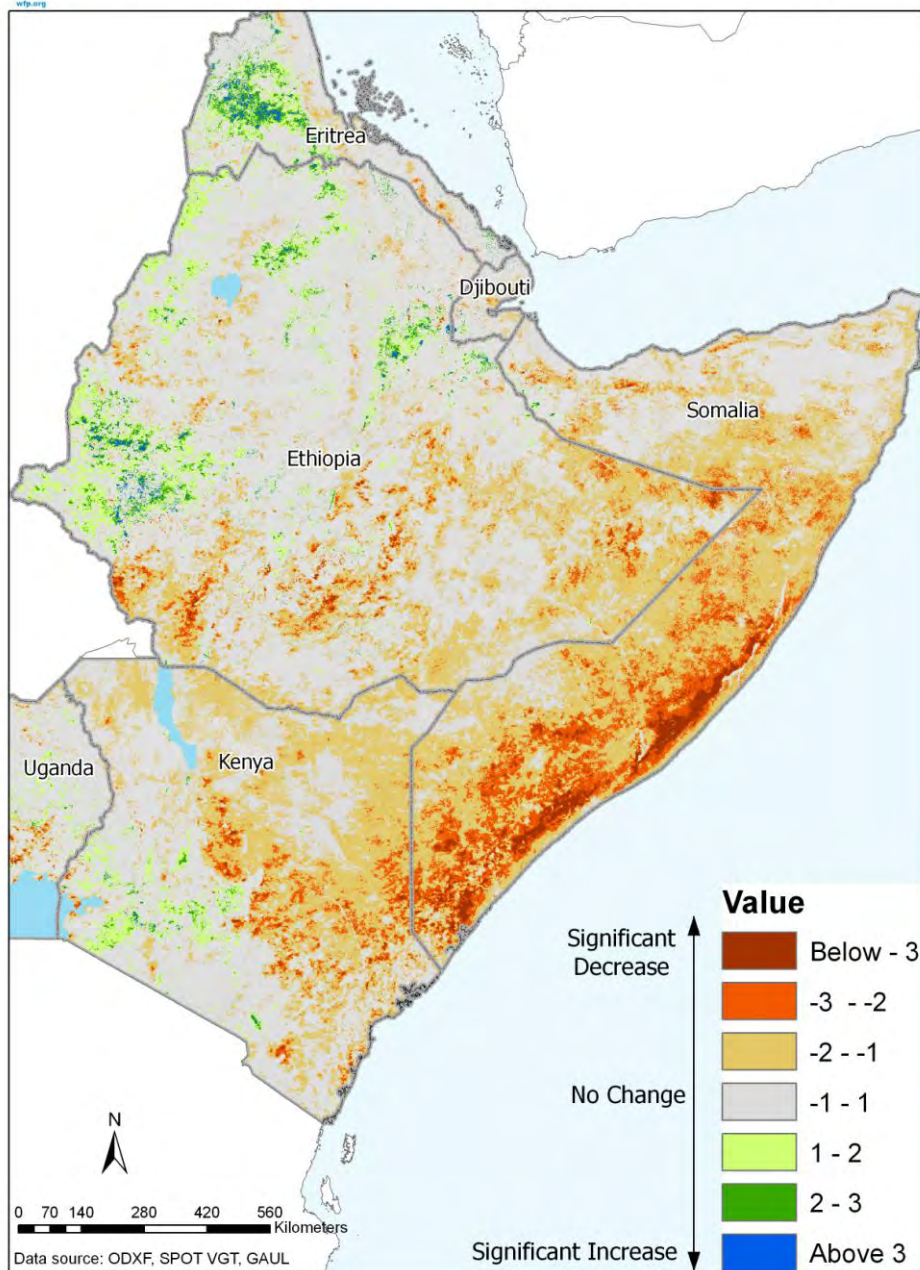 wfp.org
Eritrea
Djibouti
Somalia
Ethiopia
Uganda
Kenya
Value
Significant
Decrease
Below - 3
-3 - -2
-2 - -1
No Change
-1 - 1
1 - 2
2 - 3
Significant Increase
Above 3
N
0 70 140 280 420 560
Kilometers
Data source: ODXF, SPOT VGT, GAUL